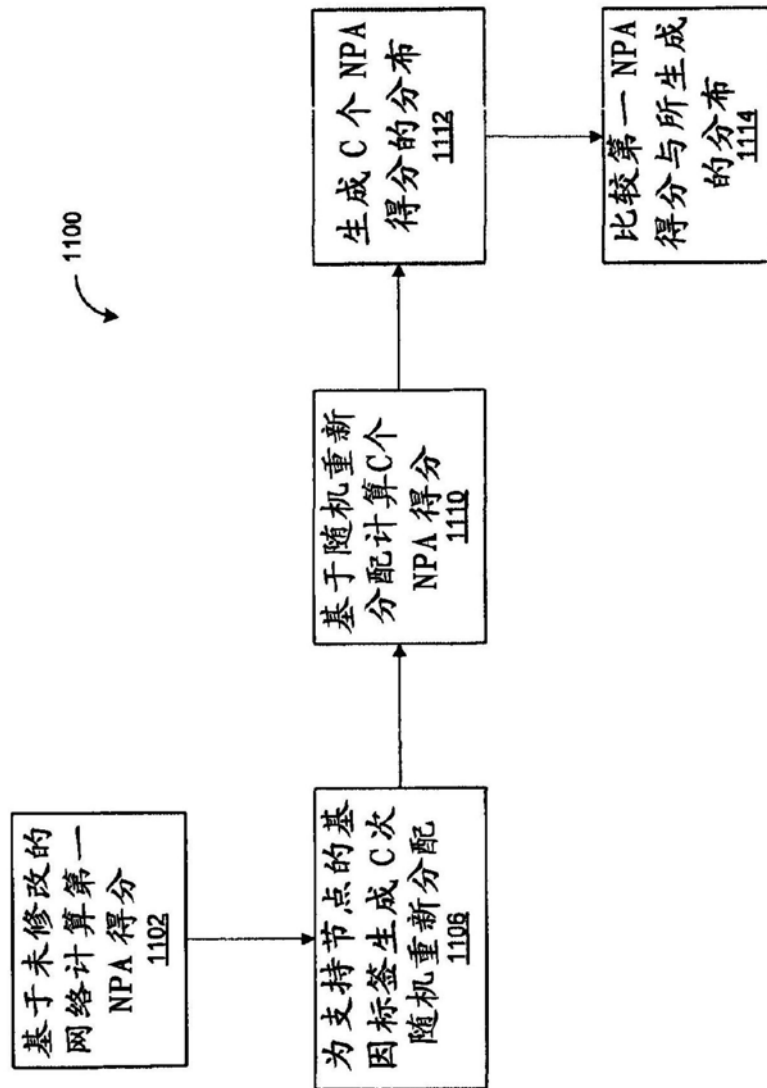 1100
基于未修改的
网络计算第一
NPA 得分
1102
为支持节点的基
因标签生成 C 次
随机重新分配
1106
基于随机重新
分配计算C个
NPA 得分
1110
生成 C 个 NPA
得分的分布
1112
比较第一 NPA
得分与所生成
的分布
1114